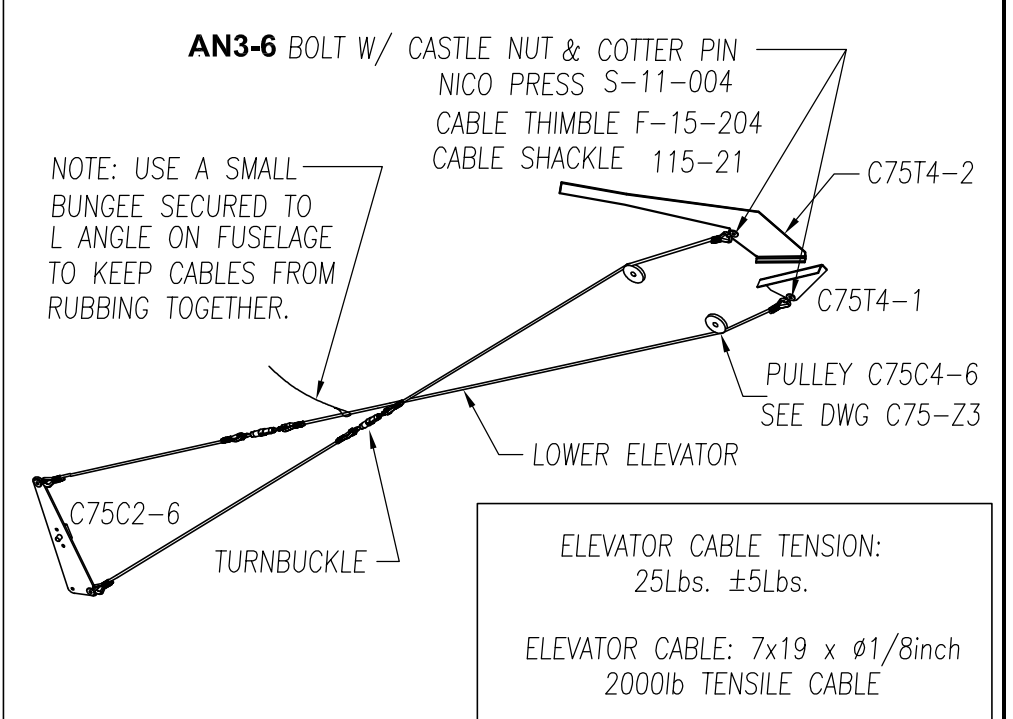 AN3-6 BOLT W/ CASTLE NUT & COTTER PIN
NICO PRESS S-11-004
CABLE THIMBLE F-15-204
CABLE SHACKLE 115-21
NOTE: USE A SMALL
BUNGEE SECURED TO
L ANGLE ON FUSELAGE
TO KEEP CABLES FROM
RUBBING TOGETHER.
C75T4-2
C75T4-1
PULLEY C75C4-6
SEE DWG C75-Z3
LOWER ELEVATOR
C75C2-6
TURNBUCKLE
ELEVATOR CABLE TENSION:
25Lbs. ±5Lbs.
ELEVATOR CABLE: 7x19 x ø1/8inch
2000lb TENSILE CABLE